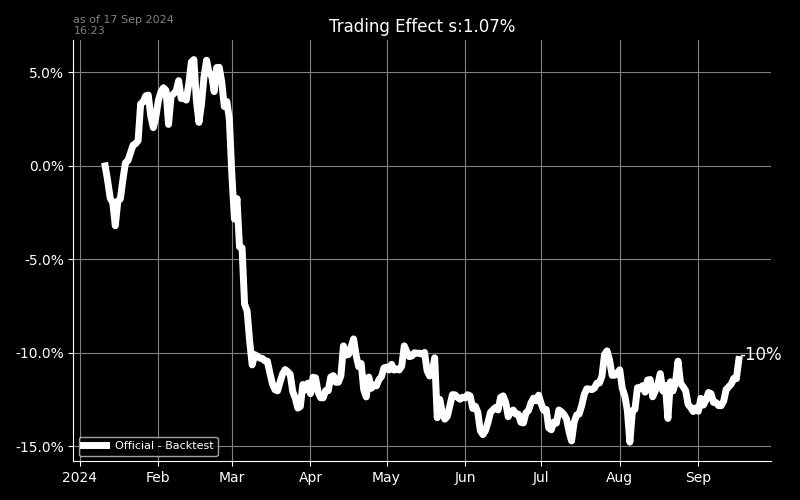 as of 17 Sep 2024
16:23
Trading Effect s:1.07%
5.0%
0.0%
-5.0%
-10.0%
-15.0%
-10%
Official - Backtest
2024 Feb Mar Apr May Jun Jul Aug Sep